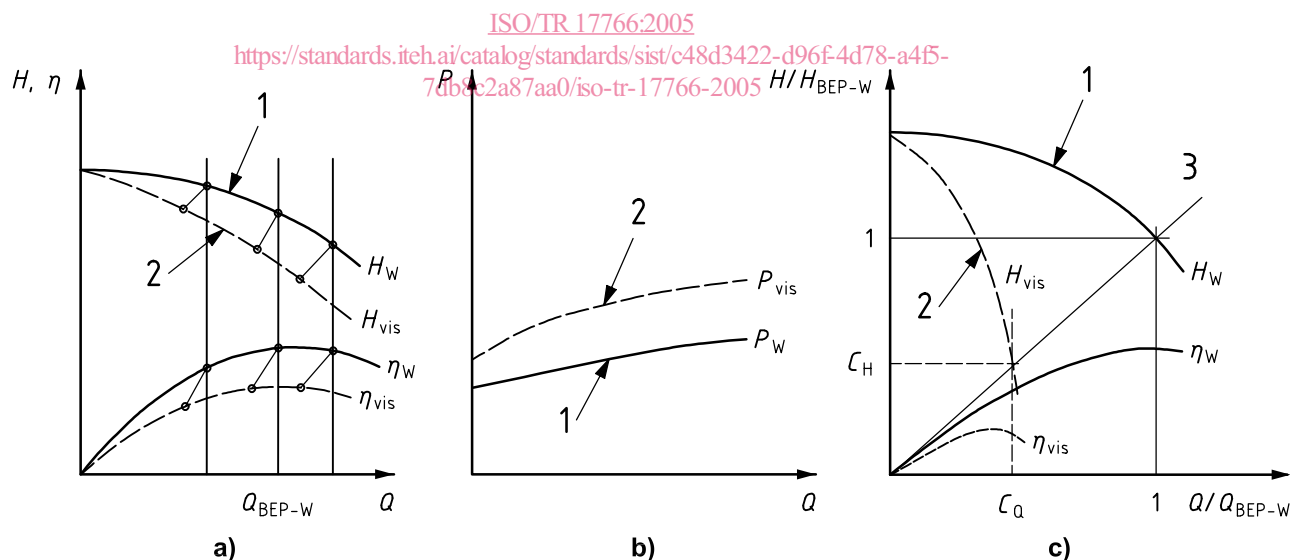 ISO/TR 17766:2005
https://standards.iteh.ai/catalog/standards/sist/c48d3422-d96f-4d78-a4f5-
7db8c2a87aa0/iso-tr-17766-2005
H, η
1
2
H_W
H_vis
η_W
η_vis
Q_BEP-W
Q
a)
P
2
P_vis
P_W
1
Q
b)
H/H_BEP-W
1
3
1
2
H_vis
H_W
C_H
η_W
η_vis
C_Q
1
Q/Q_BEP-W
c)